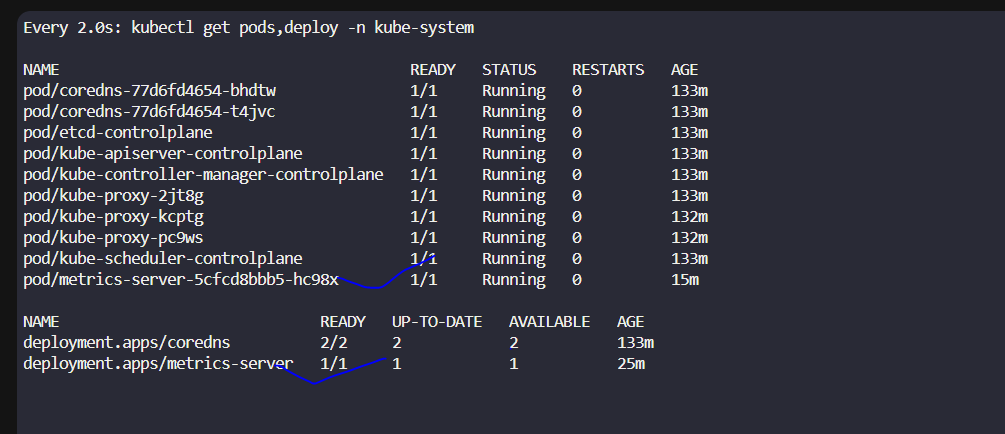 Every 2.0s: kubectl get pods,deploy -n kube-system
NAME READY STATUS RESTARTS AGE
pod/coredns-77d6fd4654-bhdtw 1/1 Running 0 133m
pod/coredns-77d6fd4654-t4jvc 1/1 Running 0 133m
pod/etcd-controlplane 1/1 Running 0 133m
pod/kube-apiserver-controlplane 1/1 Running 0 133m
pod/kube-controller-manager-controlplane 1/1 Running 0 133m
pod/kube-proxy-2jt8g 1/1 Running 0 133m
pod/kube-proxy-kcptg 1/1 Running 0 132m
pod/kube-proxy-pc9ws 1/1 Running 0 132m
pod/kube-scheduler-controlplane 1/1 Running 0 133m
pod/metrics-server-5cfcd8bbb5-hc98x 1/1 Running 0 15m
NAME READY UP-TO-DATE AVAILABLE AGE
deployment.apps/coredns 2/2 2 2 133m
deployment.apps/metrics-server 1/1 1 1 25m